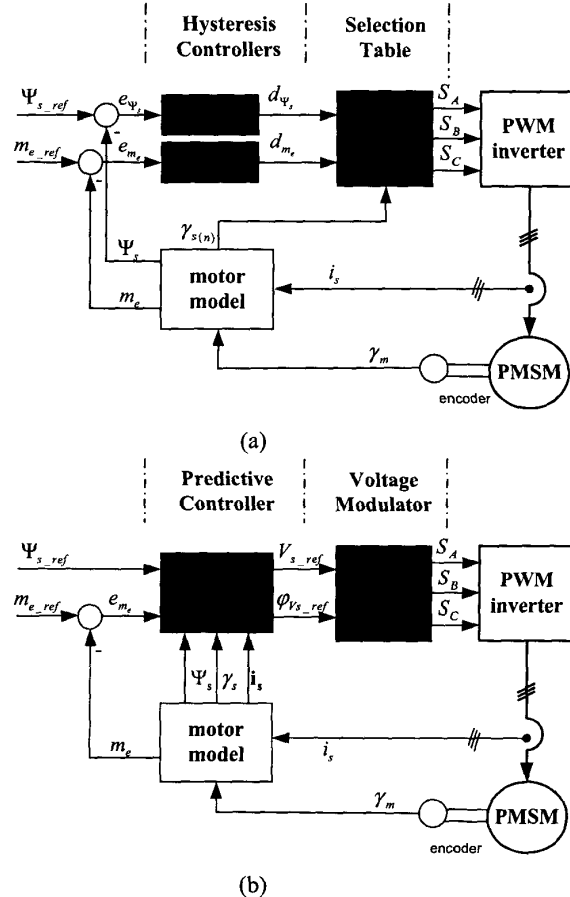 Hysteresis Controllers
Selection Table
Ψs_ref
eΨs
dΨs
SA
me_ref
eme
dme
SB
SC
PWM inverter
-
-
γs(n)
Ψs
me
motor model
is
γm
encoder
PMSM
(a)
Predictive Controller
Voltage Modulator
Ψs_ref
Vs_ref
SA
me_ref
eme
φVs_ref
SB
SC
PWM inverter
-
Ψs
γs
is
me
motor model
is
γm
encoder
PMSM
(b)